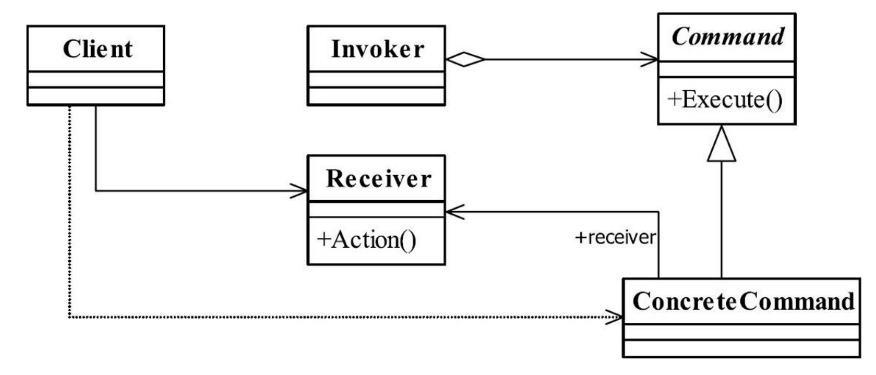 Client
Invoker
Command
+Execute()
Receiver
+Action()
+receiver
ConcreteCommand